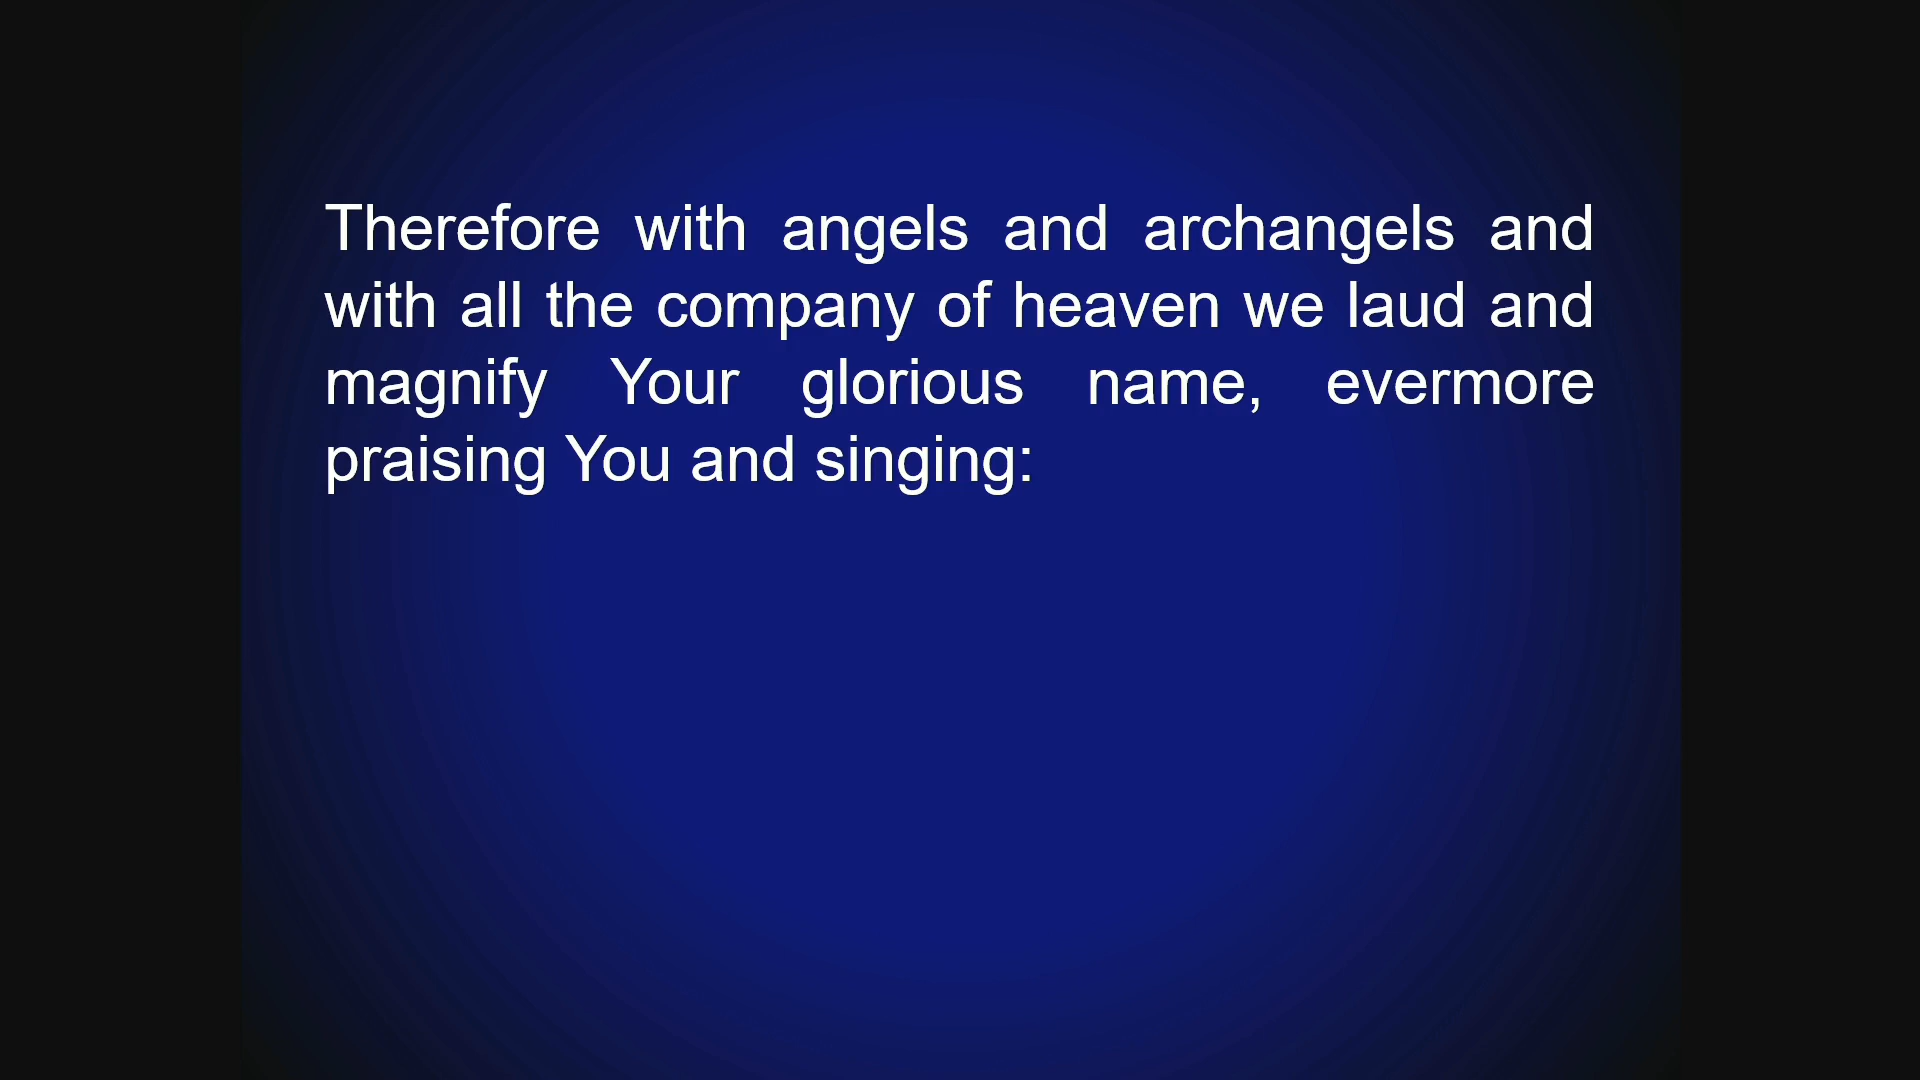 Therefore with angels and archangels and
with all the company of heaven we laud and
magnify Your glorious name, evermore
praising You and singing: